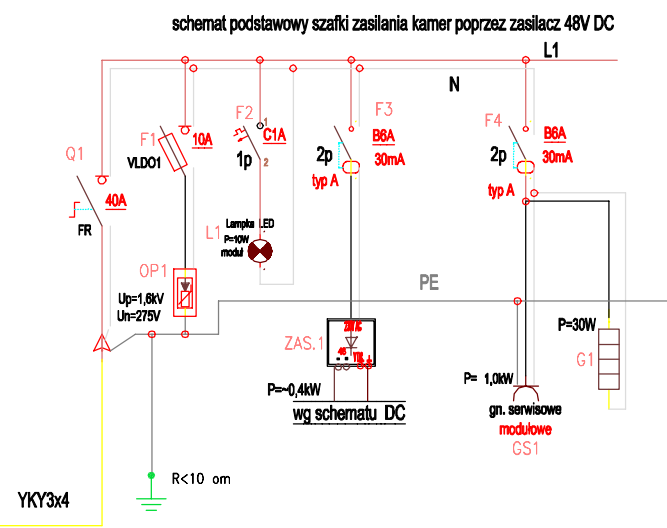 schemat podstawowy szafki zasilania kamer poprzez zasilacz 48V DC
L1
N
Q1
40A
FR
F1
10A
VLDO1
F2
1
C1A
1p
2
F3
B6A
2p
30mA
typ A
F4
B6A
2p
30mA
typ A
L1
Lampka LED
P=10W
moduł
OP1
Up=1,6kV
Un=275V
PE
ZAS.1
48
P=~0,4kW
wg schematu DC
P= 1,0kW
gn. serwisowe
modułowe
GS1
P=30W
G1
R<10 om
YKY3x4